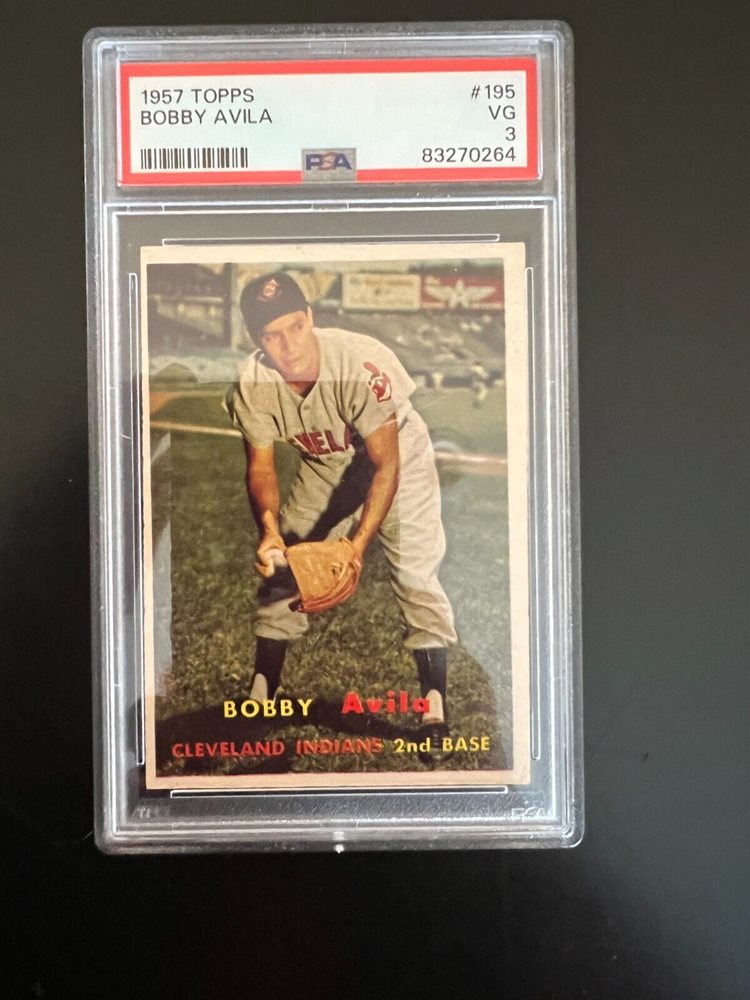 1957 TOPPS #195
BOBBY AVILA VG
3
PSA 83270264
BOBBY Avila
CLEVELAND INDIANS 2nd BASE